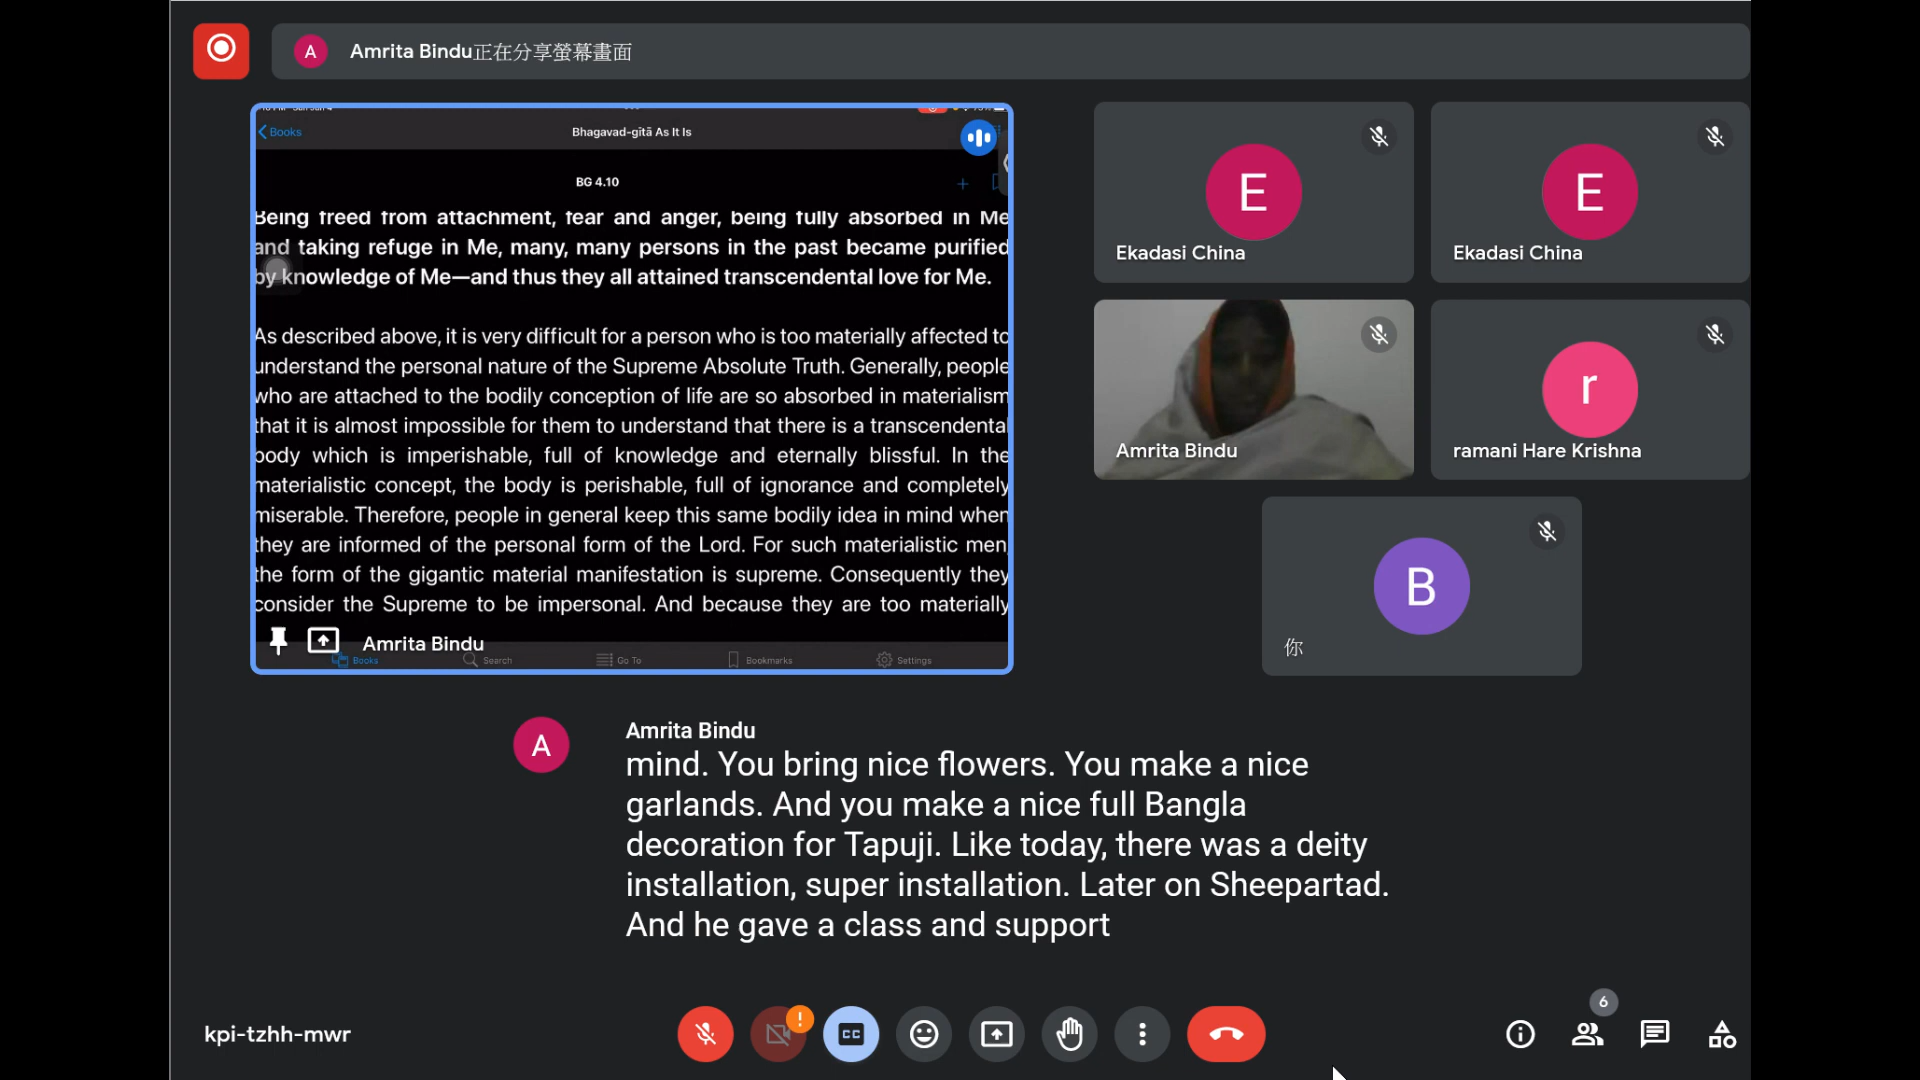 A Amrita Bindu正在分享螢幕畫面
Books
Bhagavad-gītā As It Is
BG 4.10
Being freed from attachment, fear and anger, being fully absorbed in Me
and taking refuge in Me, many, many persons in the past became purified
by knowledge of Me—and thus they all attained transcendental love for Me.
As described above, it is very difficult for a person who is too materially affected to
understand the personal nature of the Supreme Absolute Truth. Generally, people
who are attached to the bodily conception of life are so absorbed in materialism
that it is almost impossible for them to understand that there is a transcendental
body which is imperishable, full of knowledge and eternally blissful. In the
materialistic concept, the body is perishable, full of ignorance and completely
miserable. Therefore, people in general keep this same bodily idea in mind when
they are informed of the personal form of the Lord. For such materialistic men,
the form of the gigantic material manifestation is supreme. Consequently they
consider the Supreme to be impersonal. And because they are too materially
Amrita Bindu
Books Search Go To Bookmarks Settings
E
Ekadasi China
E
Ekadasi China
Amrita Bindu
r
ramani Hare Krishna
B
你
A
Amrita Bindu
mind. You bring nice flowers. You make a nice
garlands. And you make a nice full Bangla
decoration for Tapuji. Like today, there was a deity
installation, super installation. Later on Sheepartad.
And he gave a class and support
kpi-tzhh-mwr
!
CC
6